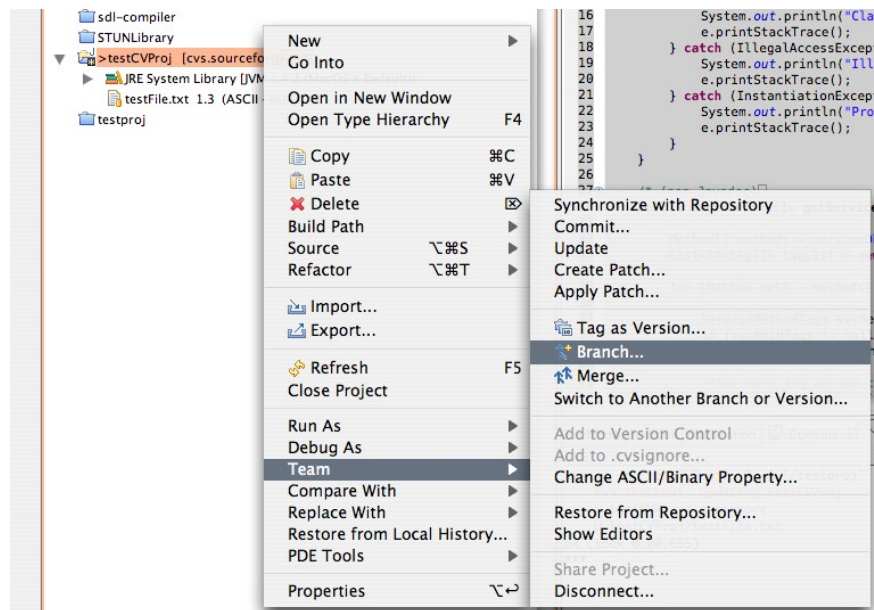 sdl-compiler
STUNLibrary
>testCVProj [cvs.sourcefor
JRE System Library [JVM
testFile.txt 1.3 (ASCII
testproj
New
Go Into
Open in New Window
Open Type Hierarchy F4
Copy ⌘C
Paste ⌘V
Delete ⌦
Build Path
Source ⌥⌘S
Refactor ⌥⌘T
Import...
Export...
Refresh F5
Close Project
Run As
Debug As
Team
Compare With
Replace With
Restore from Local History...
PDE Tools
Properties ⌥↩
16 System.out.println("Cla
17 e.printStackTrace();
18 } catch (IllegalAccessExcep
19 System.out.println("Ill
20 e.printStackTrace();
21 } catch (InstantiationExcep
22 System.out.println("Pro
23 e.printStackTrace();
24 }
25 }
26
Synchronize with Repository
Commit...
Update
Create Patch...
Apply Patch...
Tag as Version...
Branch...
Merge...
Switch to Another Branch or Version...
Add to Version Control
Add to .cvsignore...
Change ASCII/Binary Property...
Restore from Repository...
Show Editors
Share Project...
Disconnect...